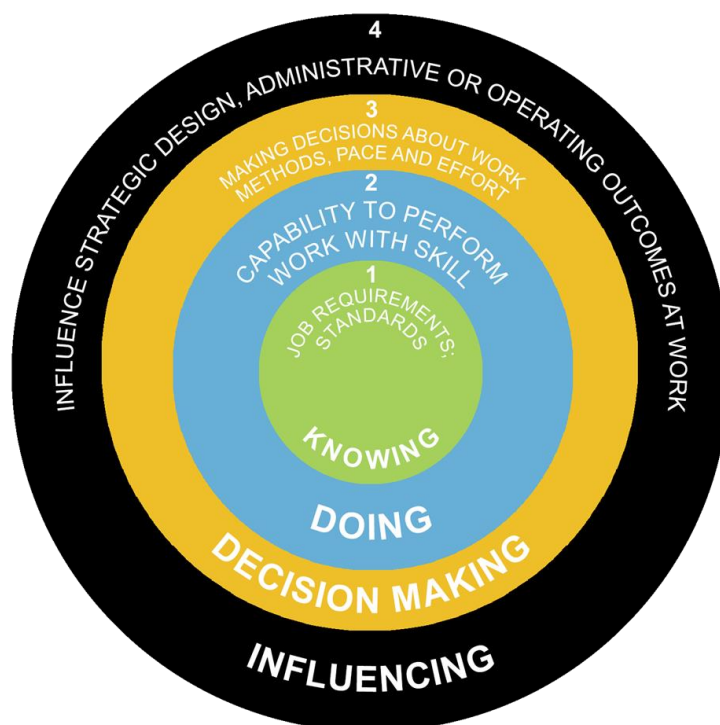 4
INFLUENCE STRATEGIC DESIGN, ADMINISTRATIVE OR OPERATING OUTCOMES AT WORK
3
MAKING DECISIONS ABOUT WORK
METHODS, PACE AND EFFORT
2
CAPABILITY TO PERFORM
WORK WITH SKILL
1
JOB REQUIREMENTS;
STANDARDS
KNOWING
DOING
DECISION MAKING
INFLUENCING